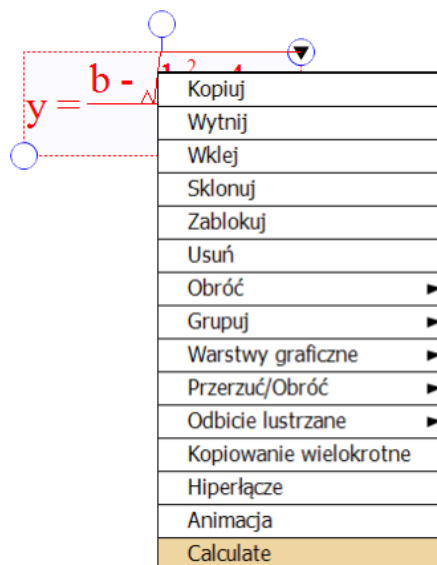 y = b - √
Kopiuj
Wytnij
Wklej
Sklonuj
Zablokuj
Usuń
Obróć
Grupuj
Warstwy graficzne
Przerzuć/Obróć
Odbicie lustrzane
Kopiowanie wielokrotne
Hiperłącze
Animacja
Calculate